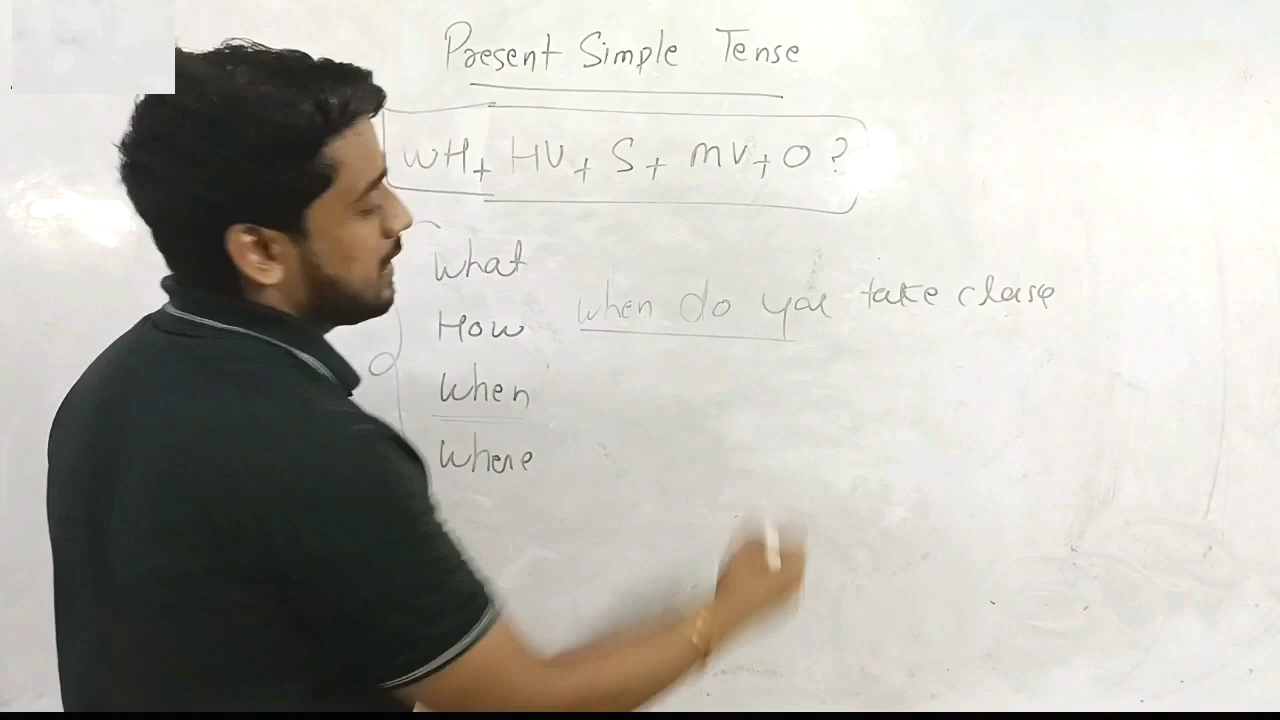 Present Simple Tense
WH + HV + S + MV + O ?
What
when do you take class
How
when
where